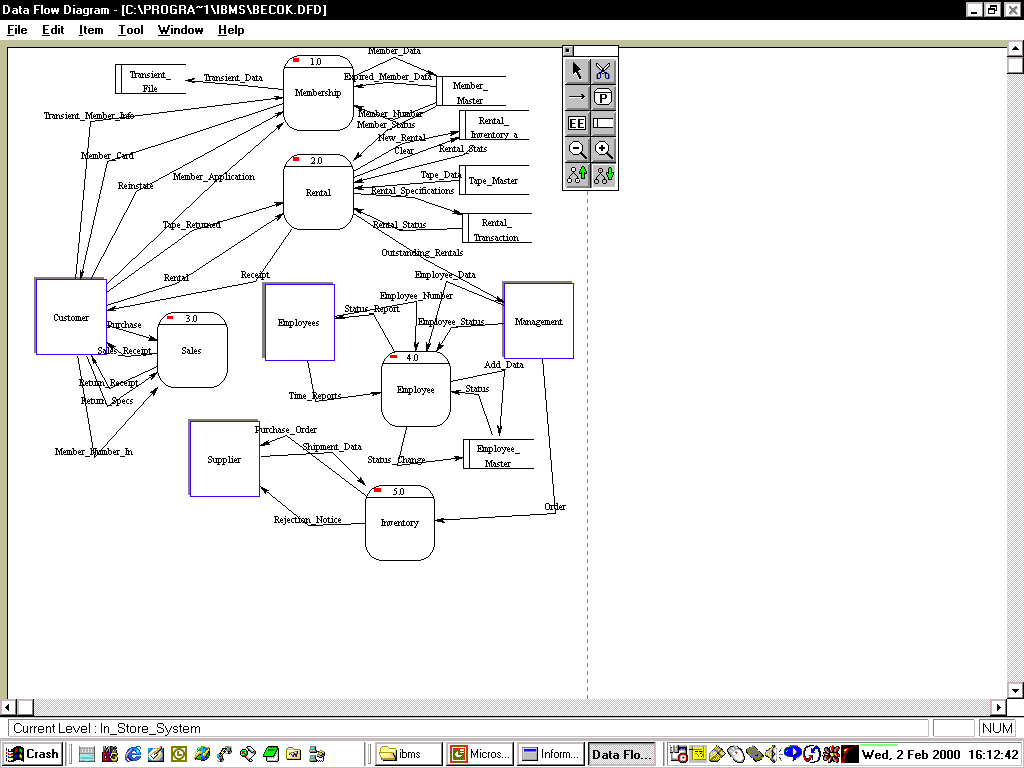 Data Flow Diagram - [C:\PROGRA~1\IBMS\BECOK.DFD]
File Edit Item Tool Window Help
Member_Data
1.0
Transient_
File
Transient_Data
Expired_Member_Data
Membership
Member_
Master
Transient_Member_Info
Member_Number
Member_Status
Rental_
Inventory_a
New_Rental
Clear
Rental_Stats
Member_Card
2.0
Member_Application
Tape_Data
Tape_Master
Reinstate
Rental
Rental_Specifications
Tape_Returned
Rental_Status
Rental_
Transaction
Outstanding_Rentals
Rental
Receipt
Employee_Data
Employee_Number
Status_Report
Customer
Purchase
3.0
Employees
Employee_Status
Management
Sales_Receipt
Sales
4.0
Add_Data
Return_Receipt
Employee
Status
Return_Specs
Time_Reports
Purchase_Order
Shipment_Data
Member_Number_In
Supplier
Status_Change
Employee_
Master
5.0
Order
Rejection_Notice
Inventory
P
EE
Current Level : In_Store_System
NUM
Crash
ibms
Micros...
Inform...
Data Flo...
Wed, 2 Feb 2000 16:12:42